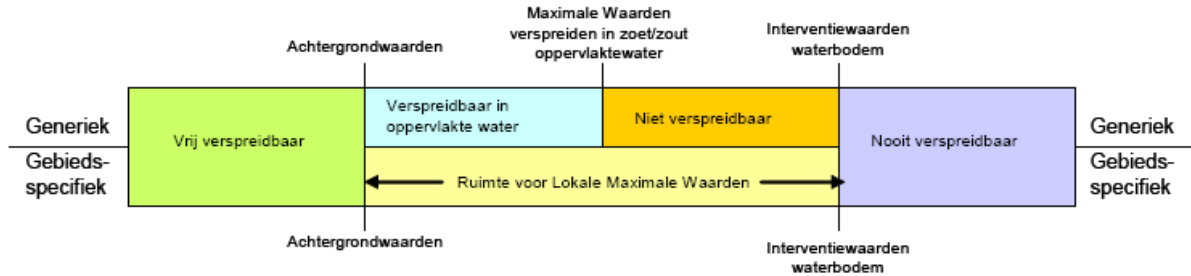 Maximale Waarden
verspreiden in zoet/zout
oppervlaktewater
Achtergrondwaarden
Interventiewaarden
waterbodem
Generiek
Gebieds-
specifiek
Vrij verspreidbaar
Verspreidbaar in
oppervlakte water
Niet verspreidbaar
Nooit verspreidbaar
Ruimte voor Lokale Maximale Waarden
Generiek
Gebieds-
specifiek
Achtergrondwaarden
Interventiewaarden
waterbodem